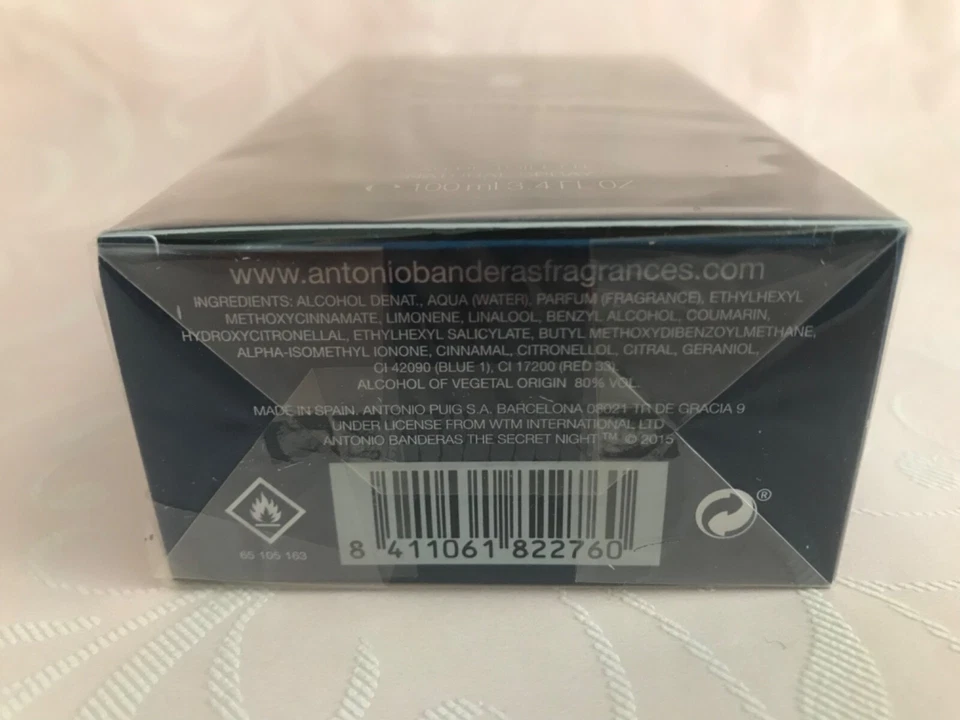 100 ml 3.4 FL OZ
www.antoniobanderasfragrances.com
INGREDIENTS: ALCOHOL DENAT., AQUA (WATER), PARFUM (FRAGRANCE), ETHYLHEXYL
METHOXYCINNAMATE, LIMONENE, LINALOOL, BENZYL ALCOHOL, COUMARIN,
HYDROXYCITRONELLAL, ETHYLHEXYL SALICYLATE, BUTYL METHOXYDIBENZOYLMETHANE,
ALPHA-ISOMETHYL IONONE, CINNAMAL, CITRONELLOL, CITRAL, GERANIOL,
CI 42090 (BLUE 1), CI 17200 (RED 33).
ALCOHOL OF VEGETAL ORIGIN 80% VOL.
MADE IN SPAIN. ANTONIO PUIG S.A. BARCELONA 08021 TR DE GRACIA 9
UNDER LICENSE FROM WTM INTERNATIONAL LTD
ANTONIO BANDERAS THE SECRET NIGHT ™ © 2015
®
65 105 163
8 411061 822760